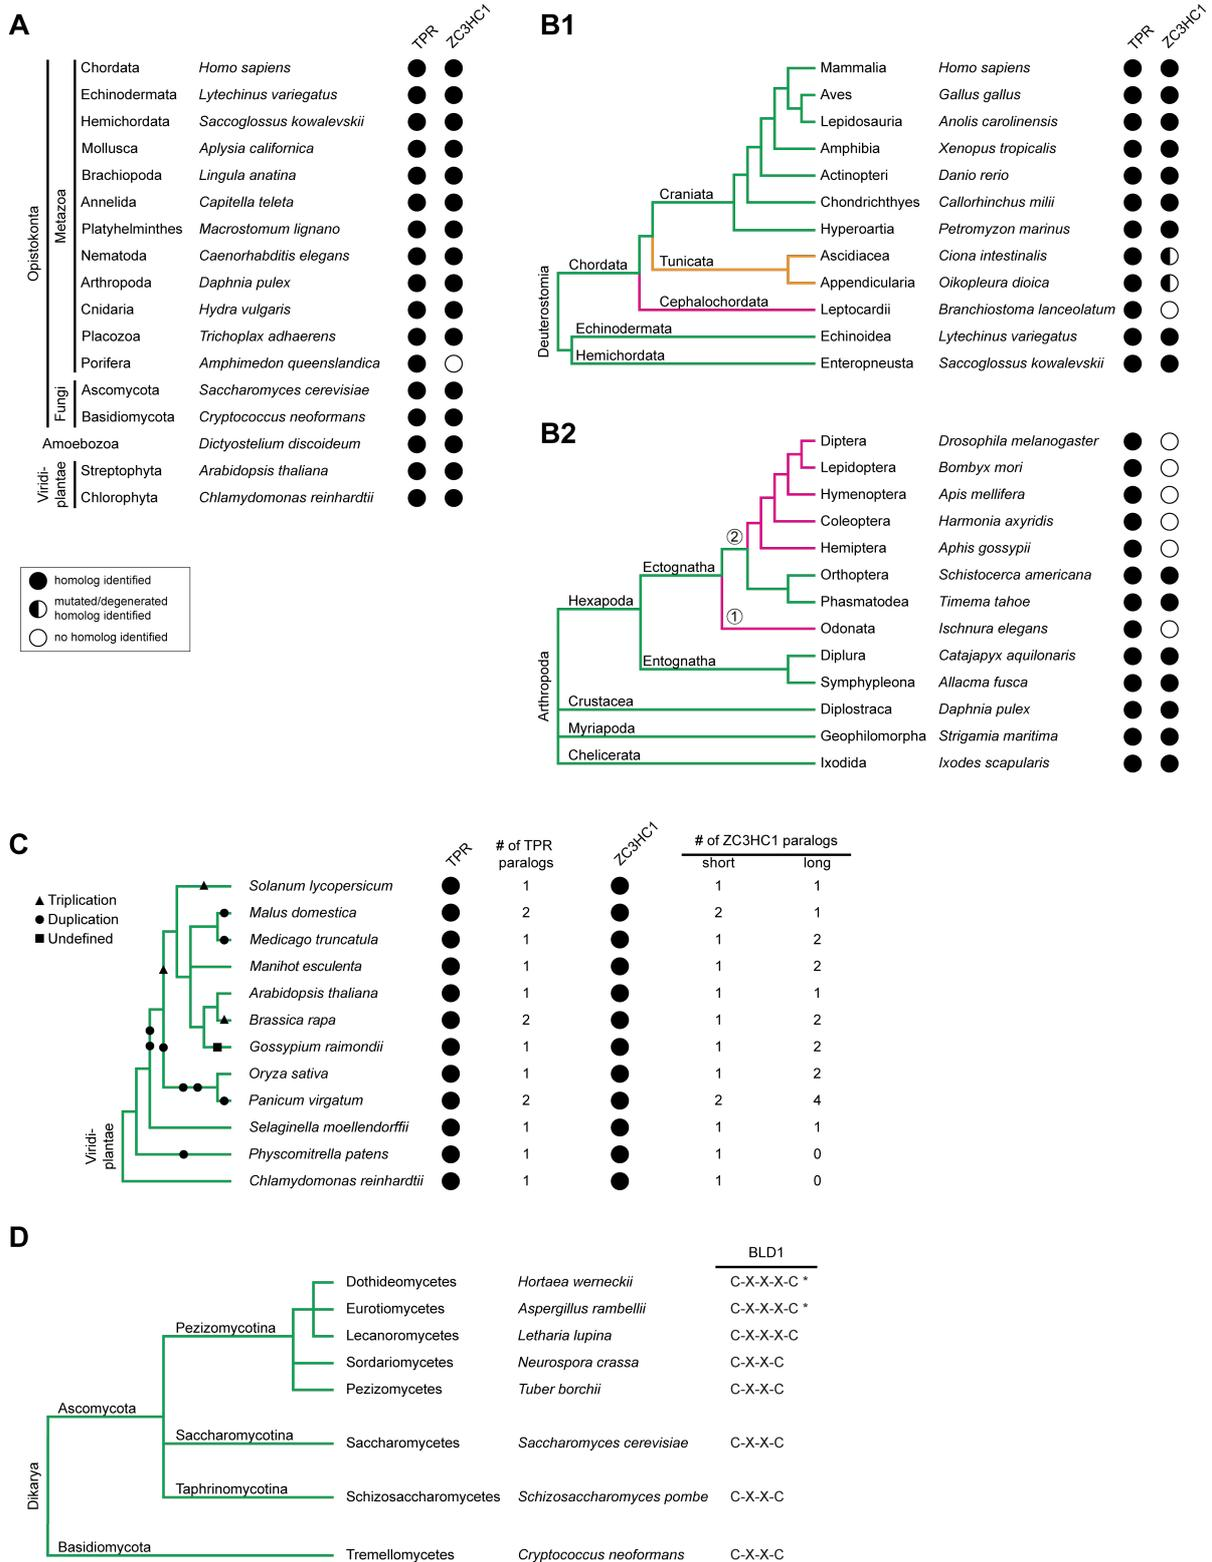 A
TPR ZC3HC1
Opistokonta
Metazoa
Chordata Homo sapiens
Echinodermata Lytechinus variegatus
Hemichordata Saccoglossus kowalevskii
Mollusca Aplysia californica
Brachiopoda Lingula anatina
Annelida Capitella teleta
Platyhelminthes Macrostomum lignano
Nematoda Caenorhabditis elegans
Arthropoda Daphnia pulex
Cnidaria Hydra vulgaris
Placozoa Trichoplax adhaerens
Porifera Amphimedon queenslandica
Fungi
Ascomycota Saccharomyces cerevisiae
Basidiomycota Cryptococcus neoformans
Amoebozoa Dictyostelium discoideum
Viridi-
plantae
Streptophyta Arabidopsis thaliana
Chlorophyta Chlamydomonas reinhardtii
homolog identified
mutated/degenerated
homolog identified
no homolog identified
B1
TPR ZC3HC1
Deuterostomia
Chordata
Craniata
Tunicata
Cephalochordata
Echinodermata
Hemichordata
Mammalia Homo sapiens
Aves Gallus gallus
Lepidosauria Anolis carolinensis
Amphibia Xenopus tropicalis
Actinopteri Danio rerio
Chondrichthyes Callorhinchus milii
Hyperoartia Petromyzon marinus
Ascidiacea Ciona intestinalis
Appendicularia Oikopleura dioica
Leptocardii Branchiostoma lanceolatum
Echinoidea Lytechinus variegatus
Enteropneusta Saccoglossus kowalevskii
B2
Arthropoda
Hexapoda
Ectognatha
2
1
Entognatha
Crustacea
Myriapoda
Chelicerata
Diptera Drosophila melanogaster
Lepidoptera Bombyx mori
Hymenoptera Apis mellifera
Coleoptera Harmonia axyridis
Hemiptera Aphis gossypii
Orthoptera Schistocerca americana
Phasmatodea Timema tahoe
Odonata Ischnura elegans
Diplura Catajapyx aquilonaris
Symphypleona Allacma fusca
Diplostraca Daphnia pulex
Geophilomorpha Strigamia maritima
Ixodida Ixodes scapularis
C
Triplication
Duplication
Undefined
Viridi-
plantae
TPR
# of TPR
paralogs
ZC3HC1
# of ZC3HC1 paralogs
short long
Solanum lycopersicum 1 1 1
Malus domestica 2 2 1
Medicago truncatula 1 1 2
Manihot esculenta 1 1 2
Arabidopsis thaliana 1 1 1
Brassica rapa 2 1 2
Gossypium raimondii 1 1 2
Oryza sativa 1 1 2
Panicum virgatum 2 2 4
Selaginella moellendorffii 1 1 1
Physcomitrella patens 1 1 0
Chlamydomonas reinhardtii 1 1 0
D
BLD1
Dikarya
Ascomycota
Pezizomycotina
Saccharomycotina
Taphrinomycotina
Basidiomycota
Dothideomycetes Hortaea werneckii C-X-X-X-C *
Eurotiomycetes Aspergillus rambellii C-X-X-X-C *
Lecanoromycetes Letharia lupina C-X-X-X-C
Sordariomycetes Neurospora crassa C-X-X-C
Pezizomycetes Tuber borchii C-X-X-C
Saccharomycetes Saccharomyces cerevisiae C-X-X-C
Schizosaccharomycetes Schizosaccharomyces pombe C-X-X-C
Tremellomycetes Cryptococcus neoformans C-X-X-C